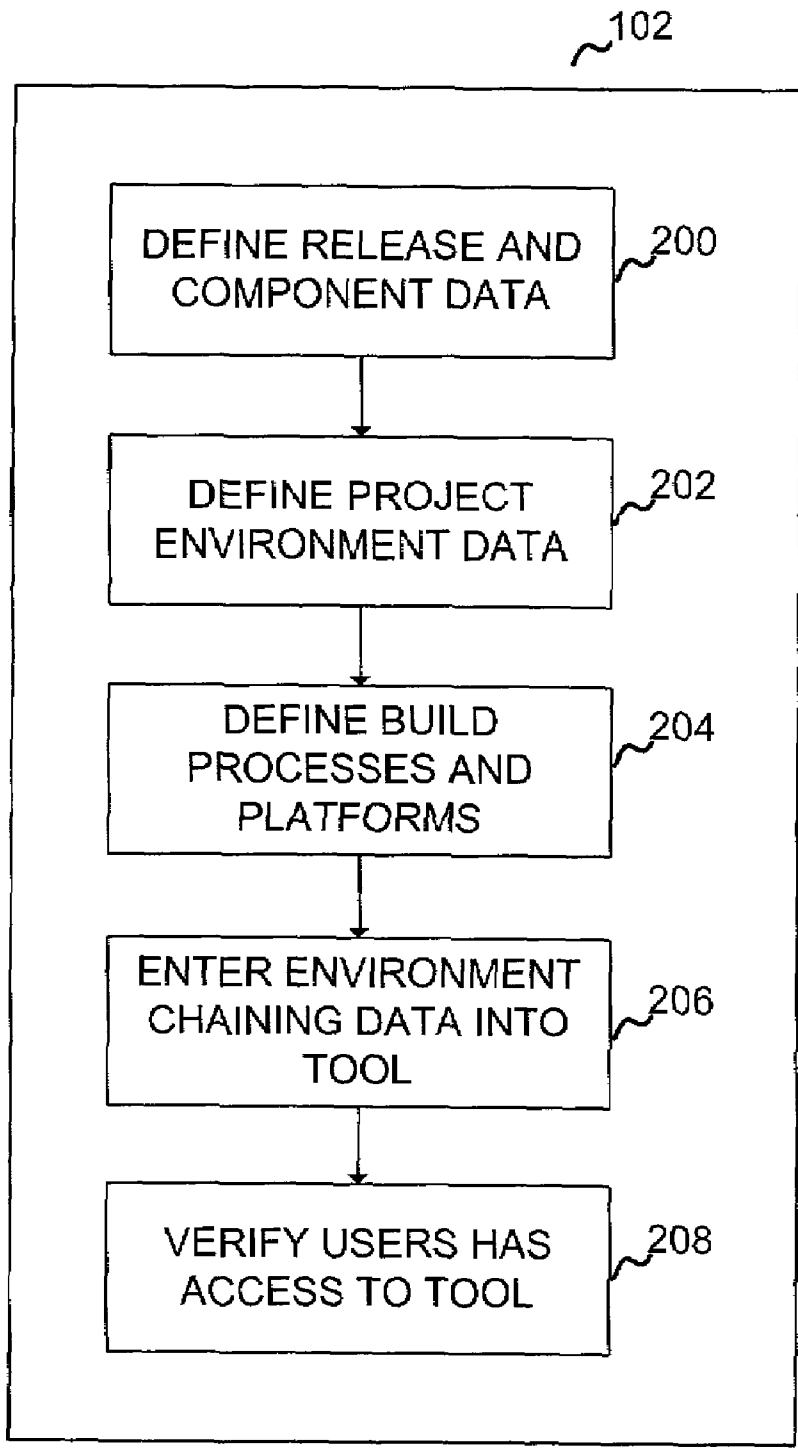 102
DEFINE RELEASE AND
COMPONENT DATA
200
DEFINE PROJECT
ENVIRONMENT DATA
202
DEFINE BUILD
PROCESSES AND
PLATFORMS
204
ENTER ENVIRONMENT
CHAINING DATA INTO
TOOL
206
VERIFY USERS HAS
ACCESS TO TOOL
208